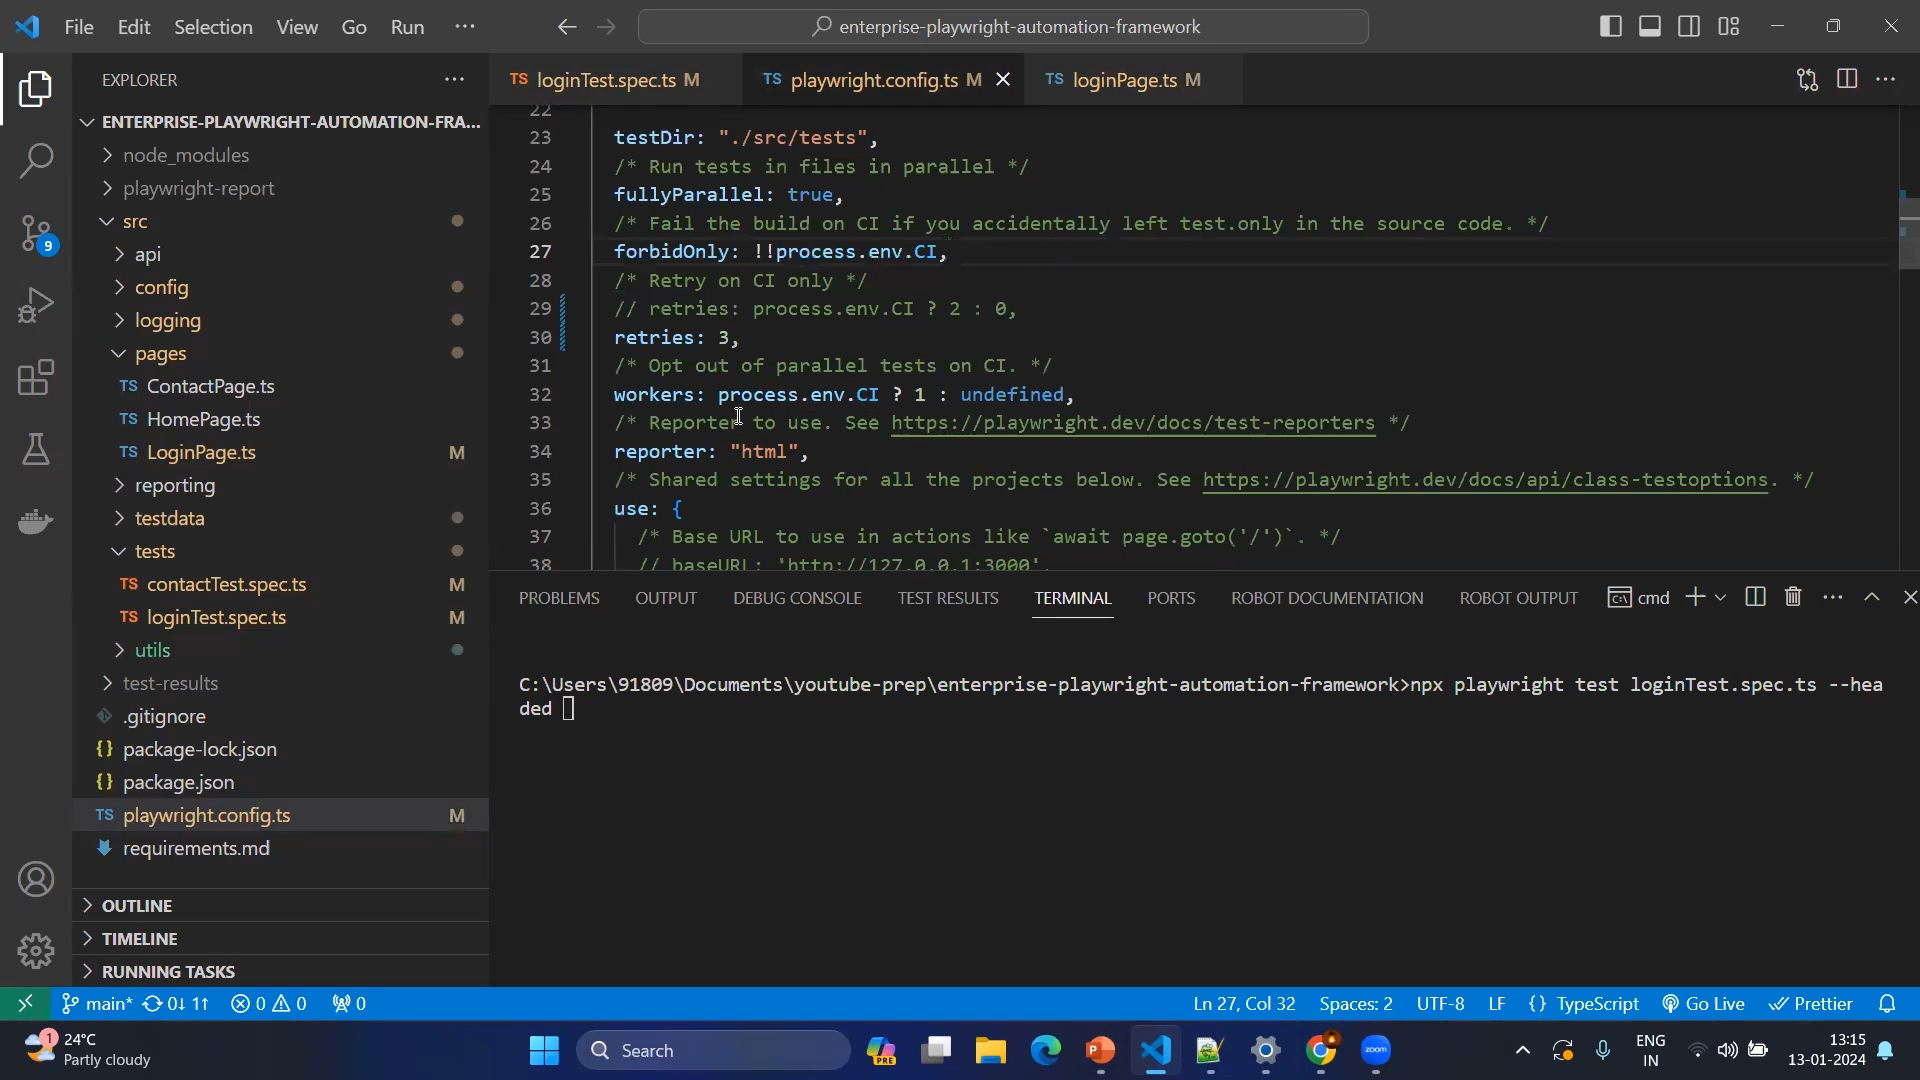 File Edit Selection View Go Run ···
enterprise-playwright-automation-framework
EXPLORER
TS loginTest.spec.ts M
TS playwright.config.ts M
TS loginPage.ts M
ENTERPRISE-PLAYWRIGHT-AUTOMATION-FRA...
node_modules
playwright-report
src
api
config
logging
pages
TS ContactPage.ts
TS HomePage.ts
TS LoginPage.ts M
reporting
testdata
tests
TS contactTest.spec.ts M
TS loginTest.spec.ts M
utils
test-results
.gitignore
{} package-lock.json
{} package.json
TS playwright.config.ts M
requirements.md
OUTLINE
TIMELINE
RUNNING TASKS
9
22
23 testDir: "./src/tests",
24 /* Run tests in files in parallel */
25 fullyParallel: true,
26 /* Fail the build on CI if you accidentally left test.only in the source code. */
27 forbidOnly: !!process.env.CI,
28 /* Retry on CI only */
29 // retries: process.env.CI ? 2 : 0,
30 retries: 3,
31 /* Opt out of parallel tests on CI. */
32 workers: process.env.CI ? 1 : undefined,
33 /* Reporter to use. See https://playwright.dev/docs/test-reporters */
34 reporter: "html",
35 /* Shared settings for all the projects below. See https://playwright.dev/docs/api/class-testoptions. */
36 use: {
37 /* Base URL to use in actions like `await page.goto('/')`. */
38 // baseURL: 'http://127.0.0.1:3000',
PROBLEMS OUTPUT DEBUG CONSOLE TEST RESULTS TERMINAL PORTS ROBOT DOCUMENTATION ROBOT OUTPUT cmd
C:\Users\91809\Documents\youtube-prep\enterprise-playwright-automation-framework>npx playwright test loginTest.spec.ts --hea
ded
main* 0↓ 1↑ 0 0 0
Ln 27, Col 32 Spaces: 2 UTF-8 LF {} TypeScript Go Live Prettier
1
24°C
Partly cloudy
Search
PRE
zoom
ENG
IN
13:15
13-01-2024